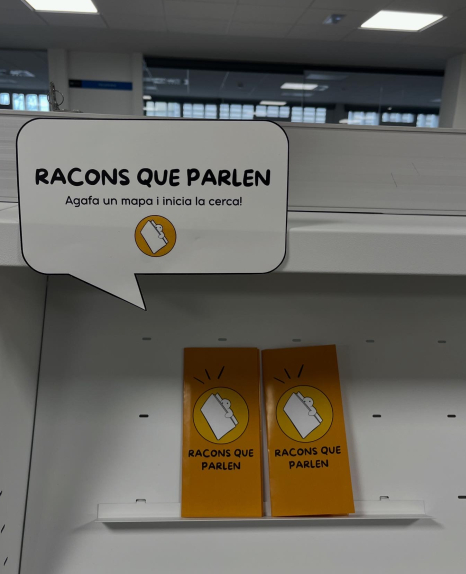 RACONS QUE PARLEN
Agafa un mapa i inicia la cerca!
RACONS QUE
PARLEN
RACONS QUE
PARLEN